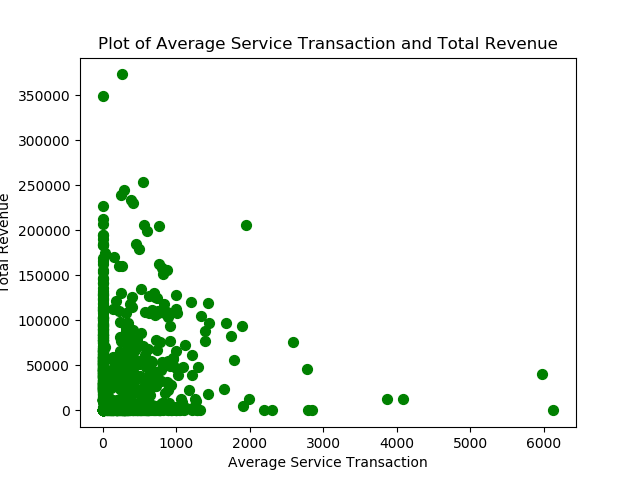 Plot of Average Service Transaction and Total Revenue
350000
300000
250000
200000
150000
100000
50000
0
Total Revenue
0 1000 2000 3000 4000 5000 6000
Average Service Transaction